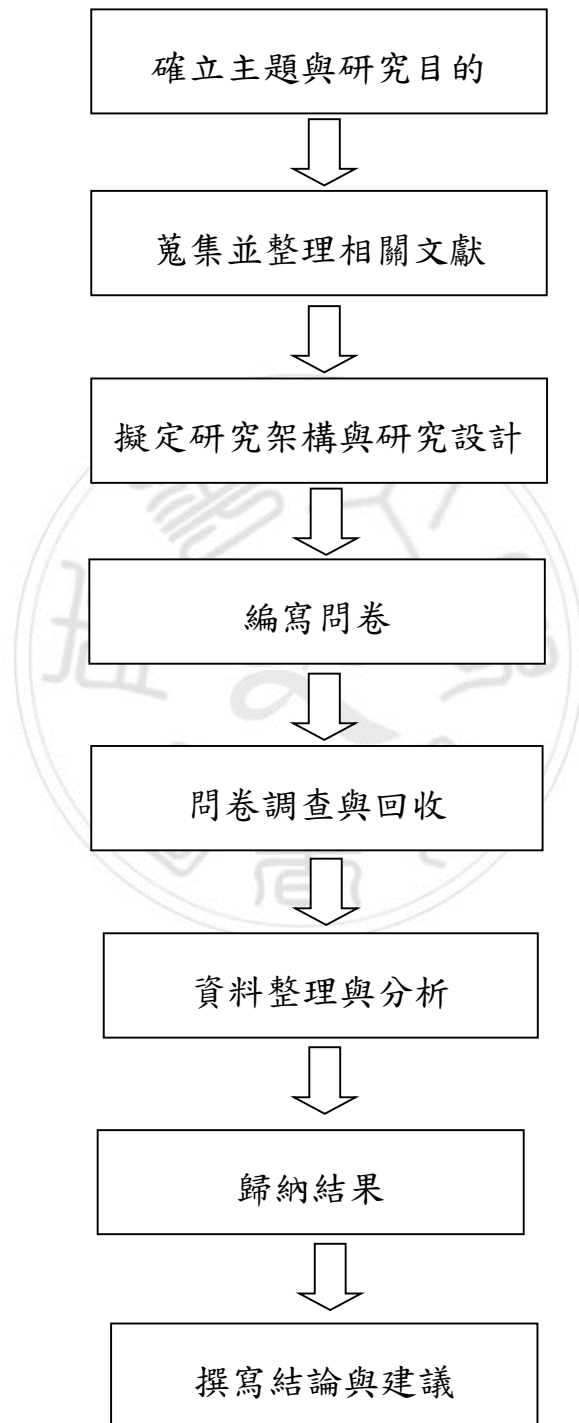 確立主題與研究目的
蒐集並整理相關文獻
擬定研究架構與研究設計
編寫問卷
問卷調查與回收
資料整理與分析
歸納結果
撰寫結論與建議